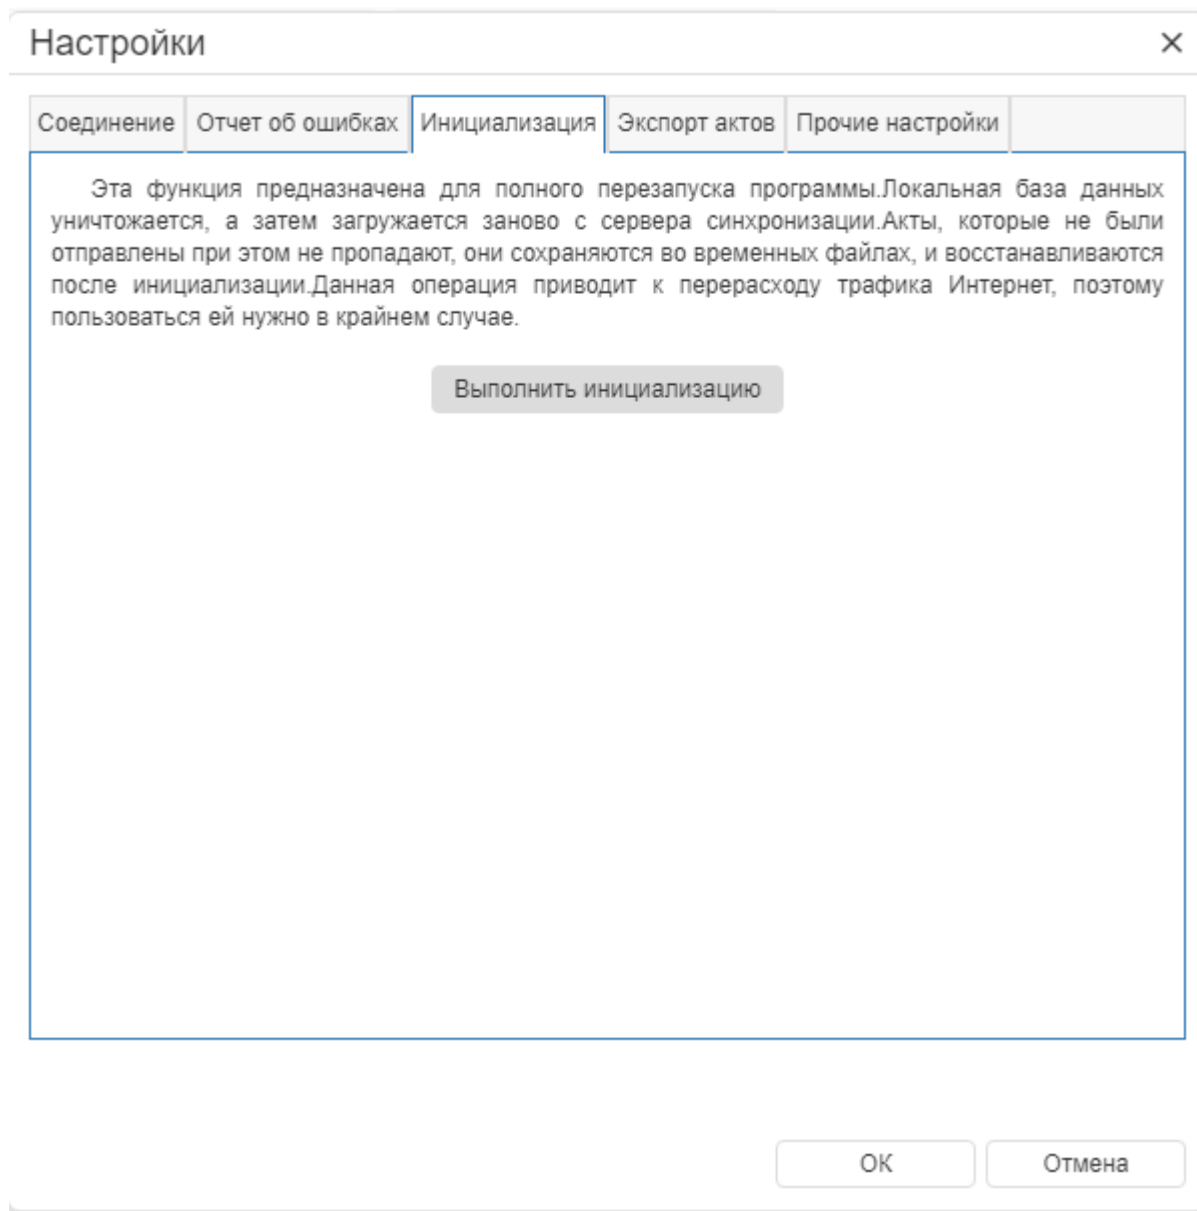 Настройки
Соединение Отчет об ошибках Инициализация Экспорт актов Прочие настройки
Эта функция предназначена для полного перезапуска программы.Локальная база данных
уничтожается, а затем загружается заново с сервера синхронизации.Акты, которые не были
отправлены при этом не пропадают, они сохраняются во временных файлах, и восстанавливаются
после инициализации.Данная операция приводит к перерасходу трафика Интернет, поэтому
пользоваться ей нужно в крайнем случае.
Выполнить инициализацию
ОК Отмена